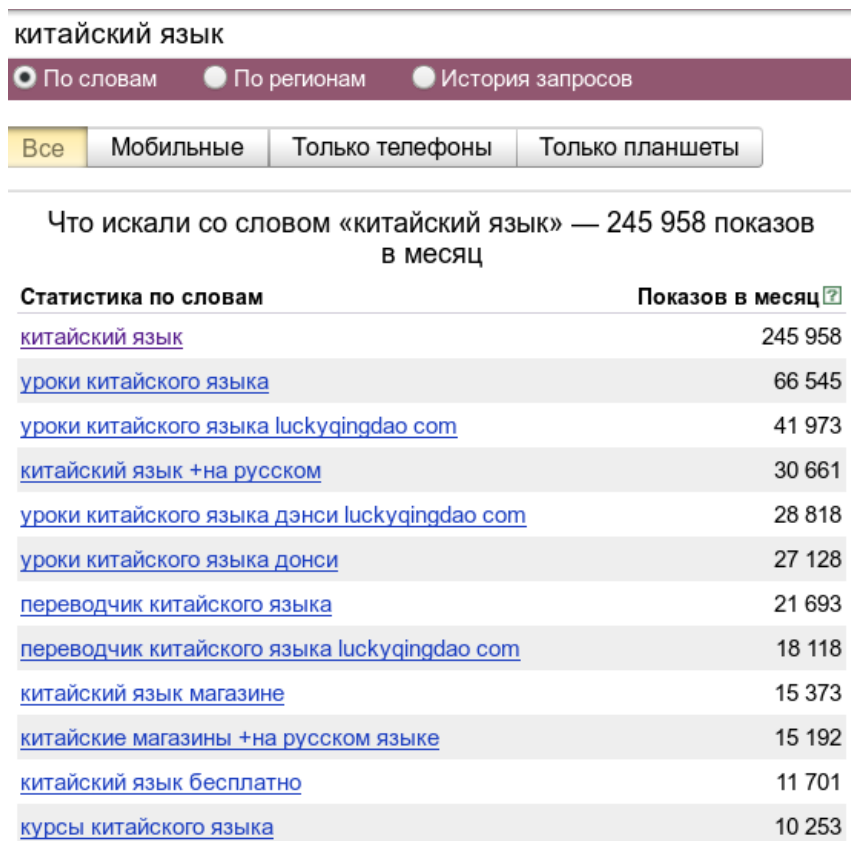 китайский язык
По словам По регионам История запросов
Все Мобильные Только телефоны Только планшеты
Что искали со словом «китайский язык» — 245 958 показов
в месяц
Статистика по словам Показов в месяц ?
китайский язык 245 958
уроки китайского языка 66 545
уроки китайского языка luckyqingdao com 41 973
китайский язык +на русском 30 661
уроки китайского языка дэнси luckyqingdao com 28 818
уроки китайского языка донси 27 128
переводчик китайского языка 21 693
переводчик китайского языка luckyqingdao com 18 118
китайский язык магазине 15 373
китайские магазины +на русском языке 15 192
китайский язык бесплатно 11 701
курсы китайского языка 10 253